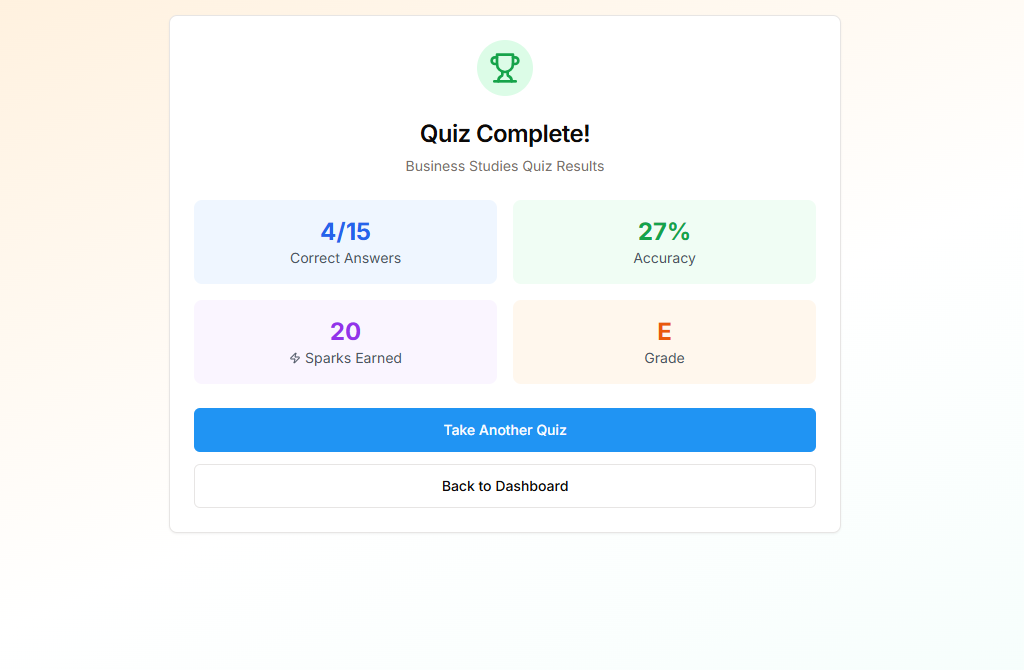 Quiz Complete!
Business Studies Quiz Results
4/15
Correct Answers
27%
Accuracy
20
Sparks Earned
E
Grade
Take Another Quiz
Back to Dashboard